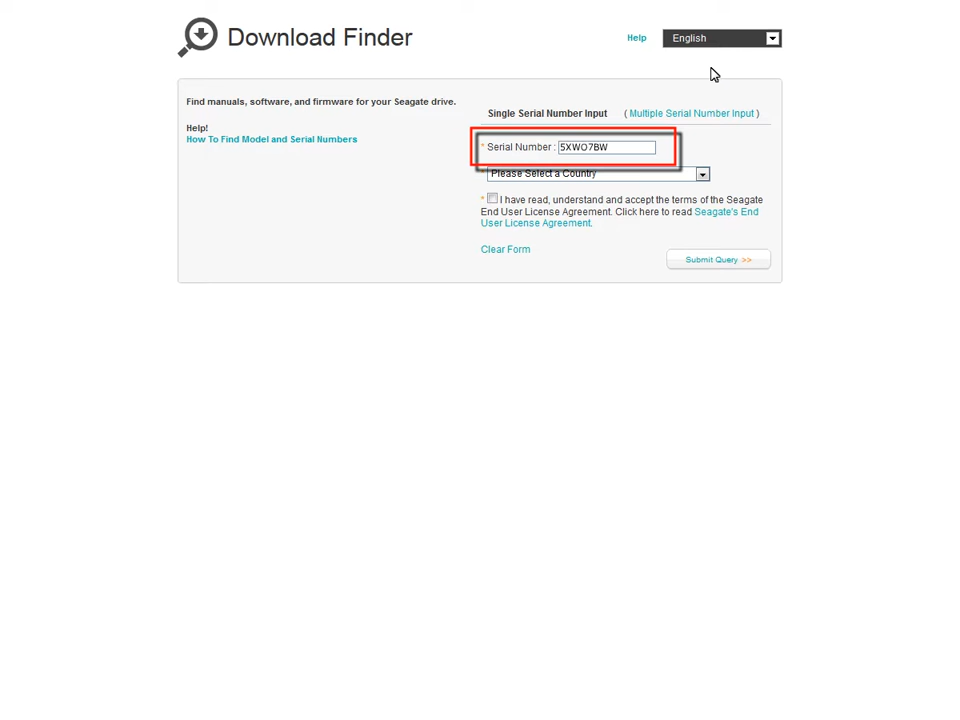 Download Finder
Help
English
Find manuals, software, and firmware for your Seagate drive.
Help!
How To Find Model and Serial Numbers
Single Serial Number Input ( Multiple Serial Number Input )
* Serial Number : 5XWO7BW
* Please Select a Country
* I have read, understand and accept the terms of the Seagate
End User License Agreement. Click here to read Seagate's End
User License Agreement.
Clear Form
Submit Query >>